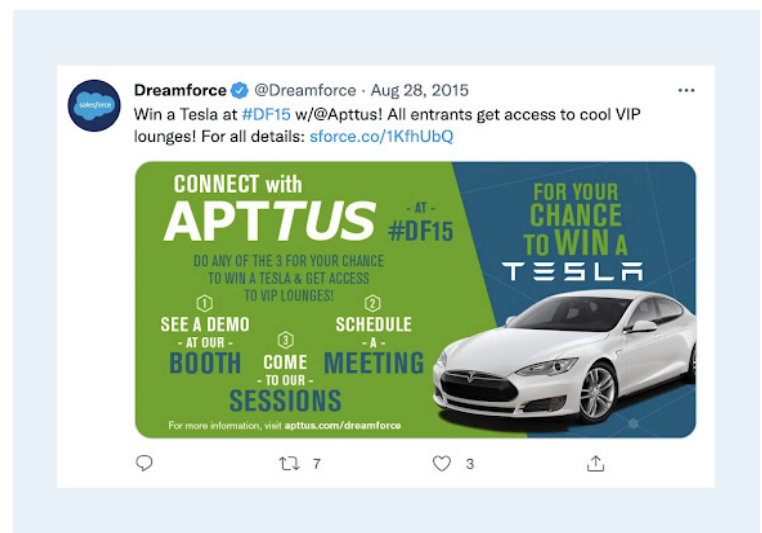 salesforce
Dreamforce @Dreamforce · Aug 28, 2015
Win a Tesla at #DF15 w/@Apttus! All entrants get access to cool VIP
lounges! For all details: sforce.co/1KfhUbQ
CONNECT with
APTTUS
- AT -
#DF15
DO ANY OF THE 3 FOR YOUR CHANCE
TO WIN A TESLA & GET ACCESS
TO VIP LOUNGES!
1
SEE A DEMO
- AT OUR -
BOOTH
2
SCHEDULE
- A -
MEETING
3
COME
- TO OUR -
SESSIONS
For more information, visit apttus.com/dreamforce
FOR YOUR
CHANCE
TO WIN A
TESLA
7
3